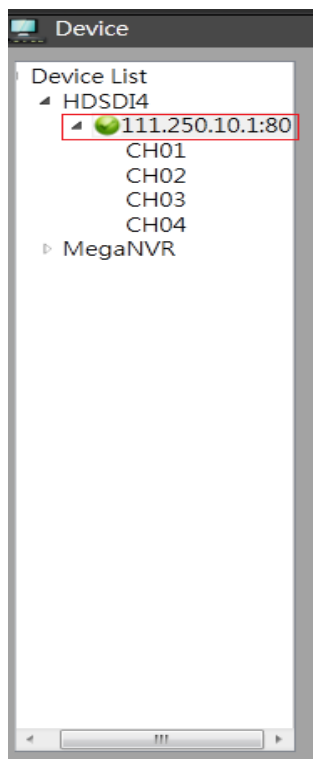 Device
Device List
HDSDI4
111.250.10.1:80
CH01
CH02
CH03
CH04
MegaNVR